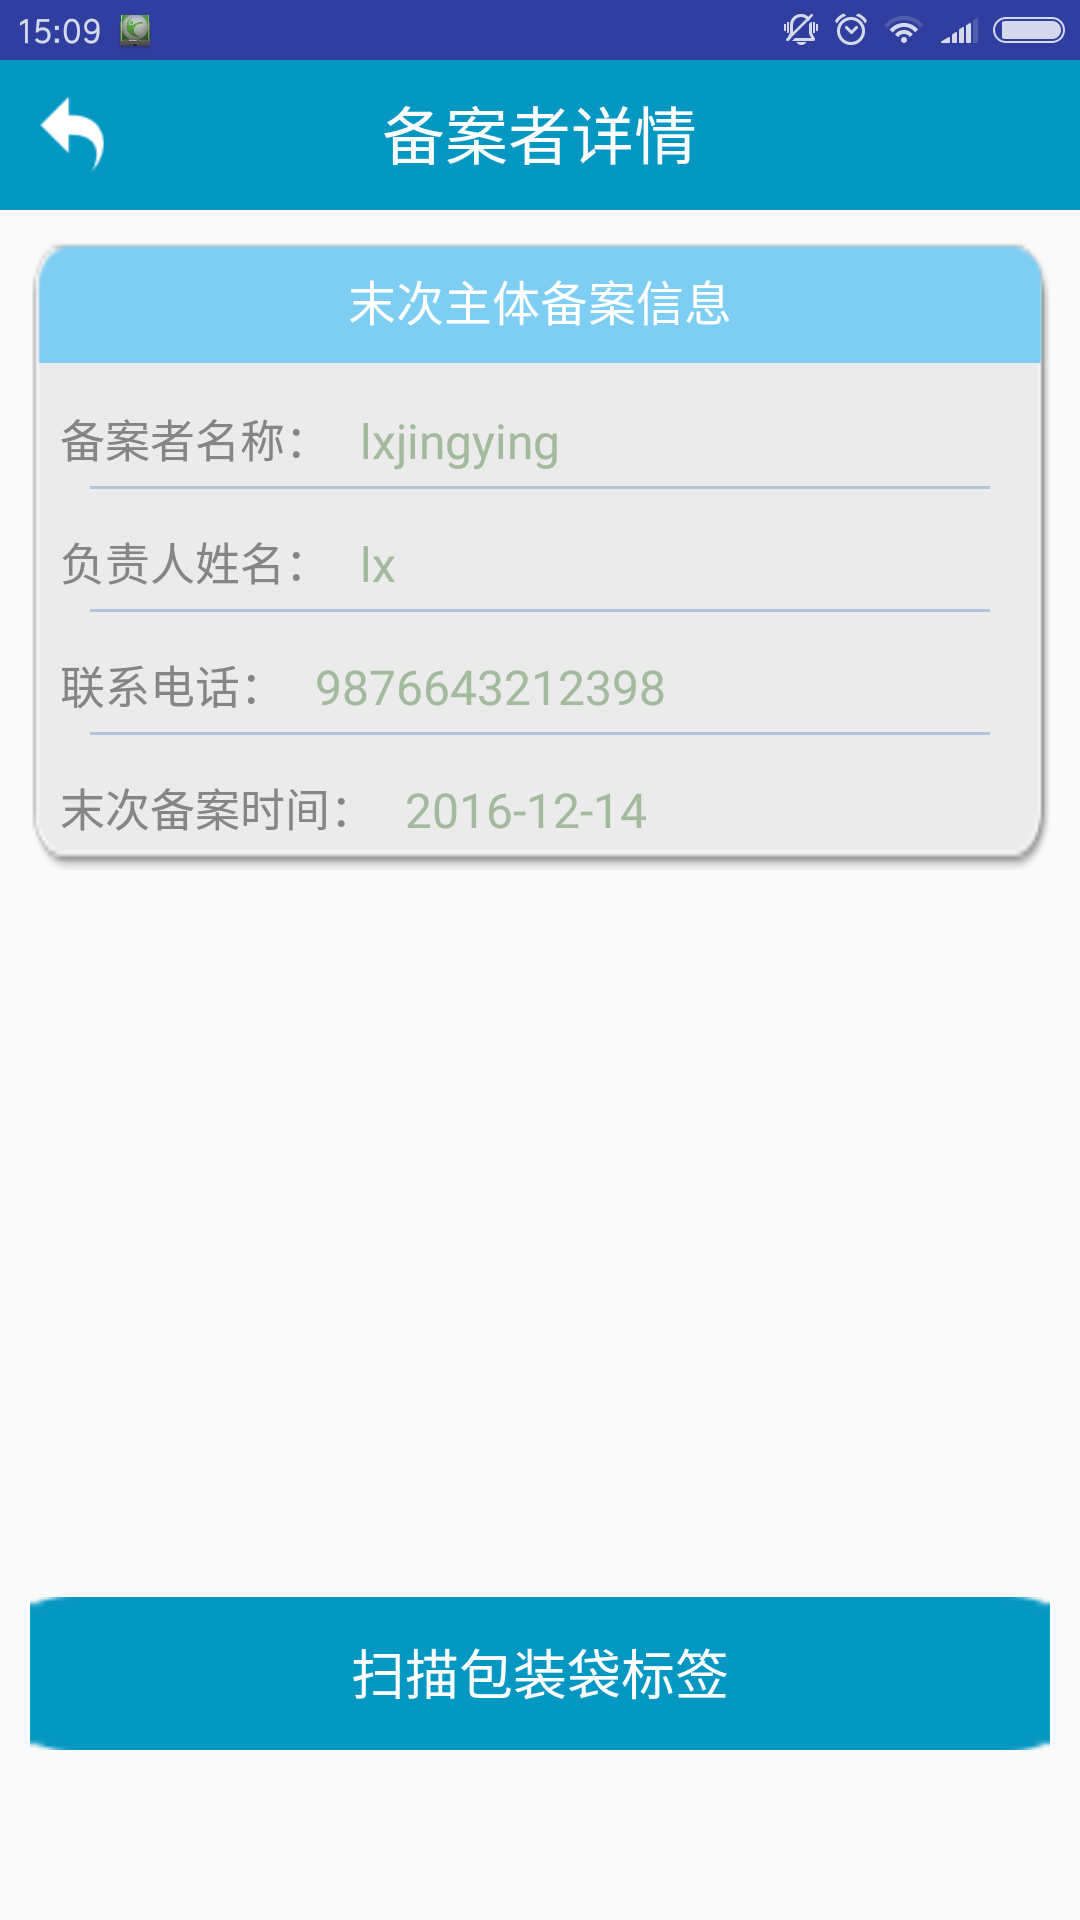 15:09
备案者详情
末次主体备案信息
备案者名称： lxjingying
负责人姓名： lx
联系电话： 9876643212398
末次备案时间： 2016-12-14
扫描包装袋标签